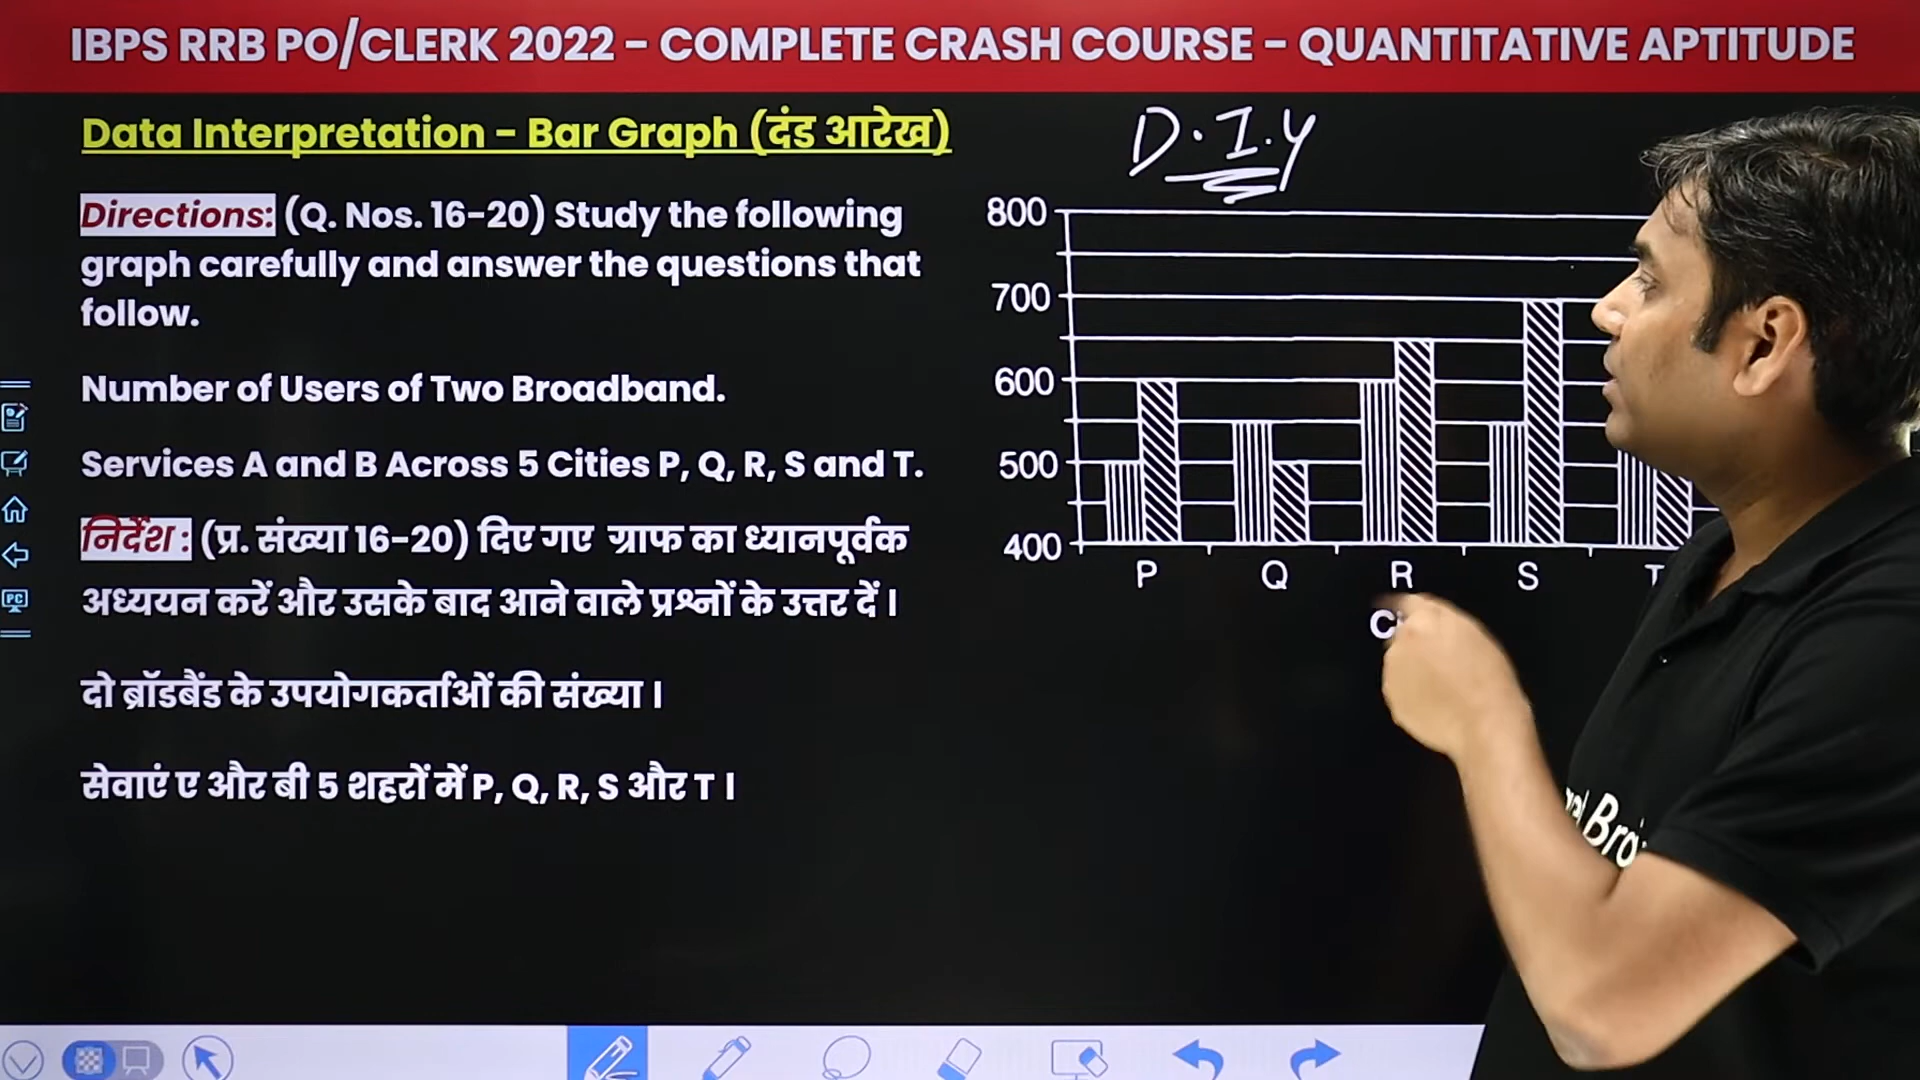 IBPS RRB PO/CLERK 2022 - COMPLETE CRASH COURSE - QUANTITATIVE APTITUDE
Data Interpretation - Bar Graph (दंड आरेख)
D.I.Y
Directions: (Q. Nos. 16-20) Study the following
graph carefully and answer the questions that
follow.
Number of Users of Two Broadband.
Services A and B Across 5 Cities P, Q, R, S and T.
निर्देश : (प्र. संख्या 16-20) दिए गए ग्राफ का ध्यानपूर्वक
अध्ययन करें और उसके बाद आने वाले प्रश्नों के उत्तर दें।
दो ब्रॉडबैंड के उपयोगकर्ताओं की संख्या।
सेवाएं ए और बी 5 शहरों में P, Q, R, S और T।
800
700
600
500
400
P Q R S T
PC